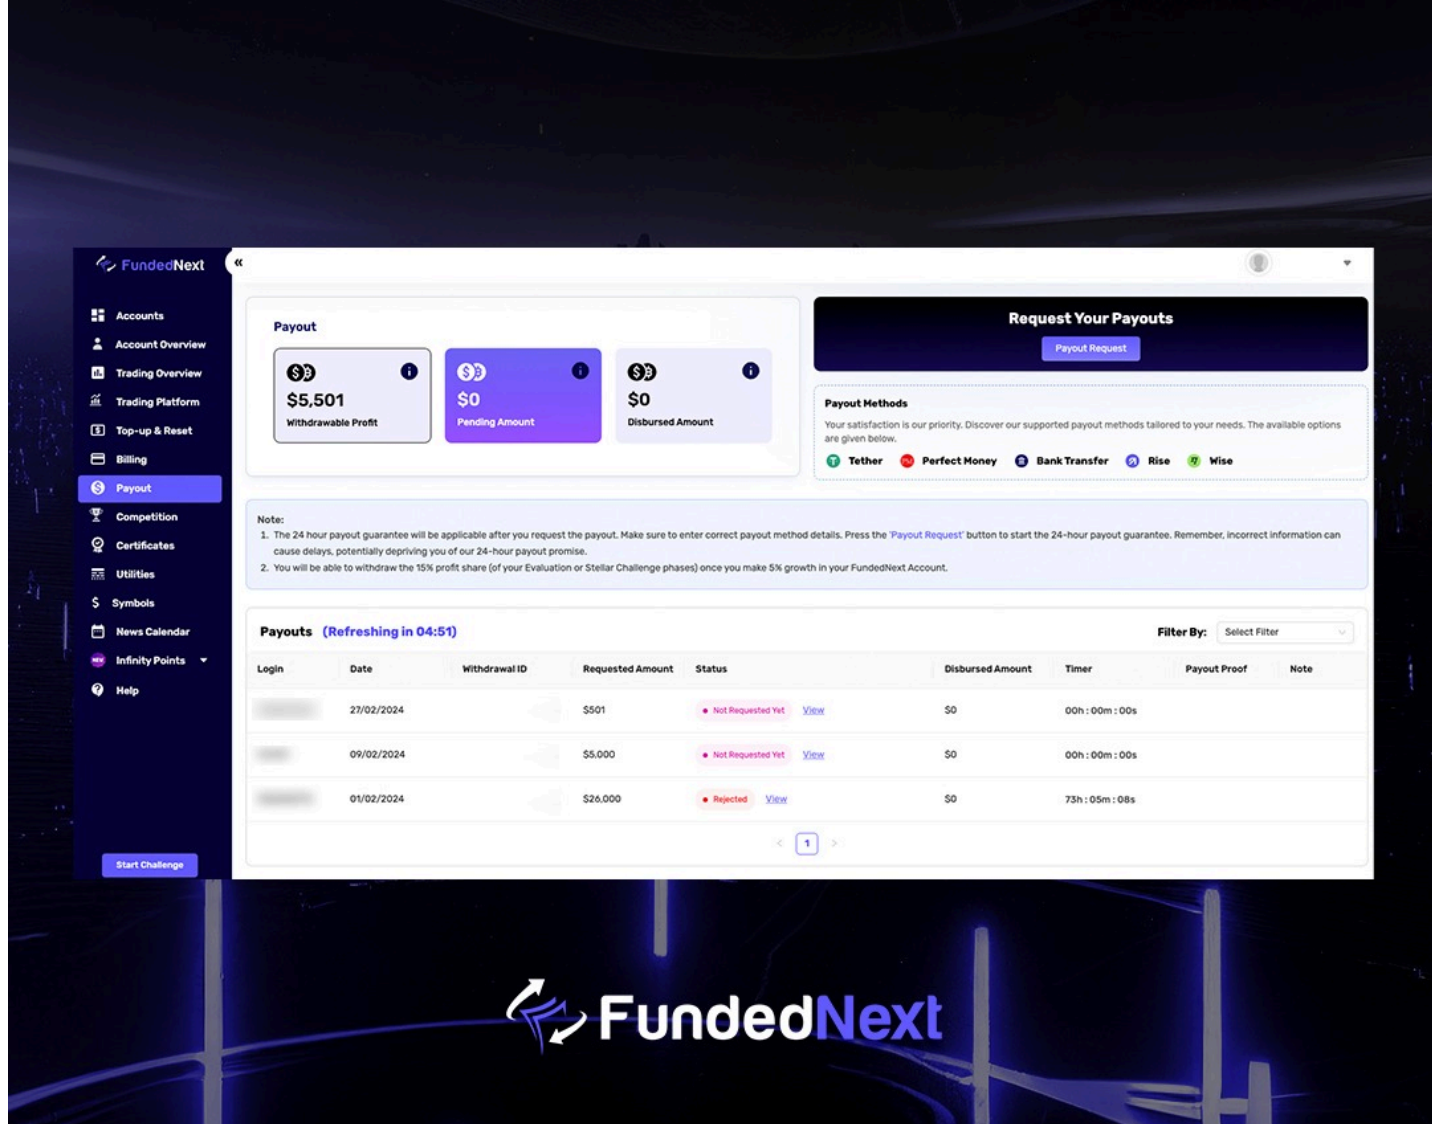 FundedNext
«
Accounts
Account Overview
Trading Overview
Trading Platform
Top-up & Reset
Billing
Payout
Competition
Certificates
Utilities
$ Symbols
News Calendar
NEW Infinity Points
Help
Start Challenge
Payout
$5,501
Withdrawable Profit
$0
Pending Amount
$0
Disbursed Amount
Request Your Payouts
Payout Request
Payout Methods
Your satisfaction is our priority. Discover our supported payout methods tailored to your needs. The available options
are given below.
Tether Perfect Money Bank Transfer Rise Wise
Note:
1. The 24 hour payout guarantee will be applicable after you request the payout. Make sure to enter correct payout method details. Press the 'Payout Request' button to start the 24-hour payout guarantee. Remember, incorrect information can
cause delays, potentially depriving you of our 24-hour payout promise.
2. You will be able to withdraw the 15% profit share (of your Evaluation or Stellar Challenge phases) once you make 5% growth in your FundedNext Account.
Payouts (Refreshing in 04:51)
Filter By: Select Filter
Login Date Withdrawal ID Requested Amount Status Disbursed Amount Timer Payout Proof Note
27/02/2024 $501 Not Requested Yet View $0 00h : 00m : 00s
09/02/2024 $5,000 Not Requested Yet View $0 00h : 00m : 00s
01/02/2024 $26,000 Rejected View $0 73h : 05m : 08s
< 1 >
FundedNext